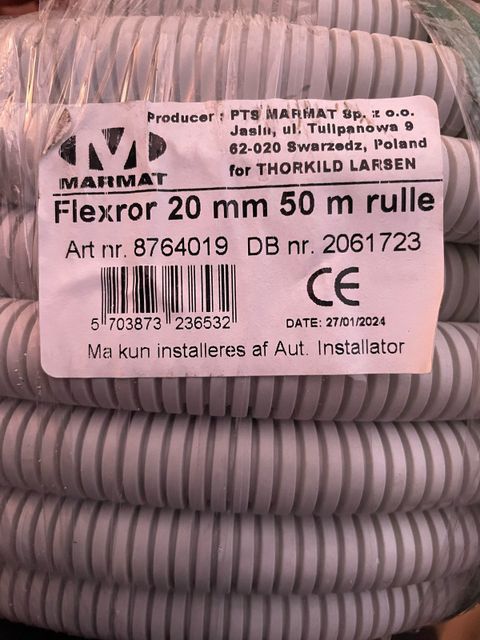 Producer : PTS MARMAT Sp. z o.o.
Jasin, ul. Tulipanowa 9
62-020 Swarzedz, Poland
for THORKILD LARSEN
M
MARMAT
Flexror 20 mm 50 m rulle
Art nr. 8764019 DB nr. 2061723
CE
5 703873 236532
DATE: 27/01/2024
Ma kun installeres af Aut. Installator